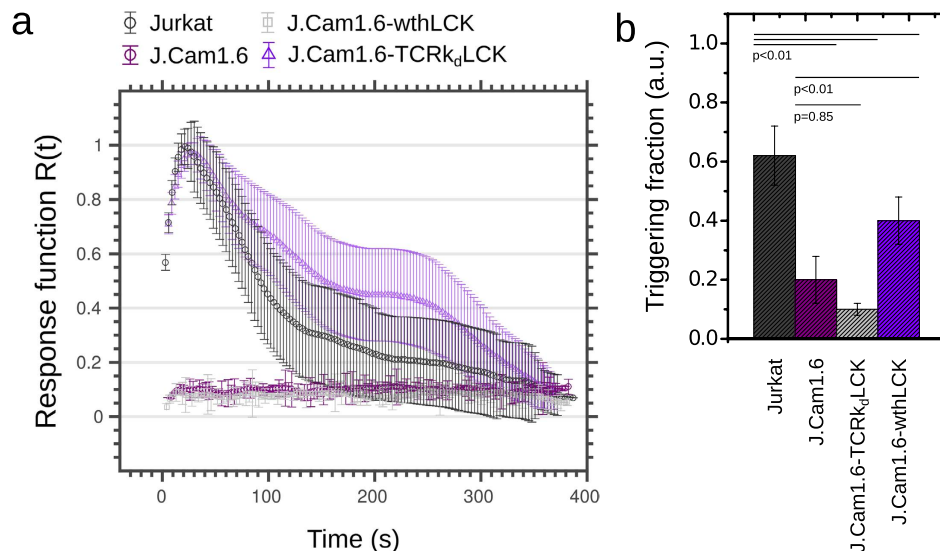 a
Jurkat
J.Cam1.6-wthLCK
J.Cam1.6
J.Cam1.6-TCRkdLCK
Response function R(t)
1
0.8
0.6
0.4
0.2
0
0
100
200
300
400
Time (s)
b
Triggering fraction (a.u.)
1.0
0.8
0.6
0.4
0.2
0.0
p<0.01
p<0.01
p=0.85
Jurkat
J.Cam1.6
J.Cam1.6-TCRkdLCK
J.Cam1.6-wthLCK